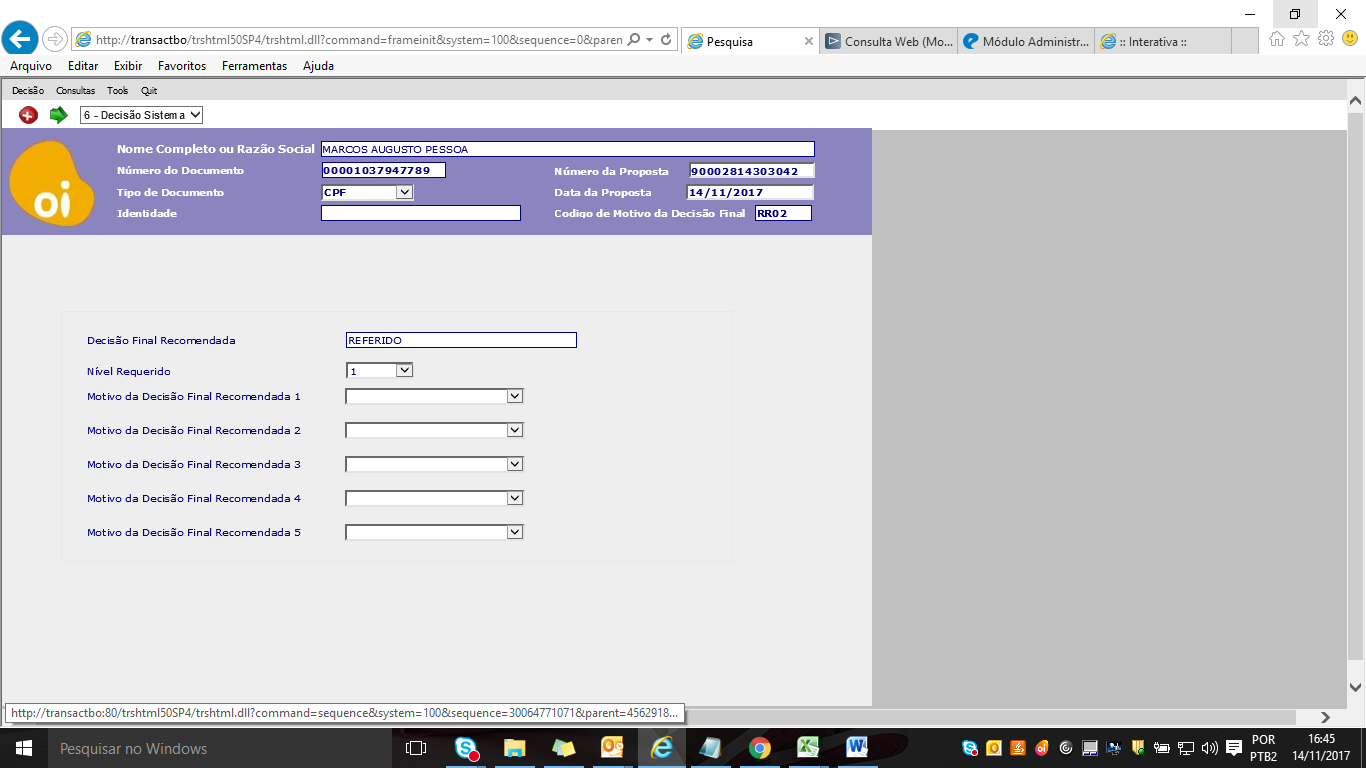 http://transactbo/trshtml50SP4/trshtml.dll?command=frameinit&system=100&sequence=0&paren
Pesquisa
Consulta Web (Mo...
Módulo Administr...
:: Interativa ::
Arquivo Editar Exibir Favoritos Ferramentas Ajuda
Decisão Consultas Tools Quit
6 - Decisão Sistema
oi
Nome Completo ou Razão Social MARCOS AUGUSTO PESSOA
Número do Documento 00001037947789 Número da Proposta 90002814303042
Tipo de Documento CPF Data da Proposta 14/11/2017
Identidade Codigo de Motivo da Decisão Final RR02
Decisão Final Recomendada REFERIDO
Nível Requerido 1
Motivo da Decisão Final Recomendada 1
Motivo da Decisão Final Recomendada 2
Motivo da Decisão Final Recomendada 3
Motivo da Decisão Final Recomendada 4
Motivo da Decisão Final Recomendada 5
http://transactbo:80/trshtml50SP4/trshtml.dll?command=sequence&system=100&sequence=30064771071&parent=4562918...
Pesquisar no Windows
POR 16:45
PTB2 14/11/2017